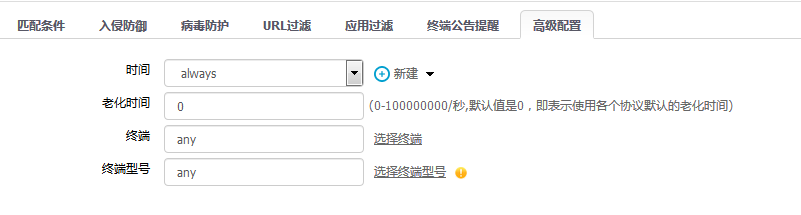 匹配条件 入侵防御 病毒防护 URL过滤 应用过滤 终端公告提醒 高级配置
时间 always 新建
老化时间 0 (0-100000000/秒,默认值是0，即表示使用各个协议默认的老化时间)
终端 any 选择终端
终端型号 any 选择终端型号